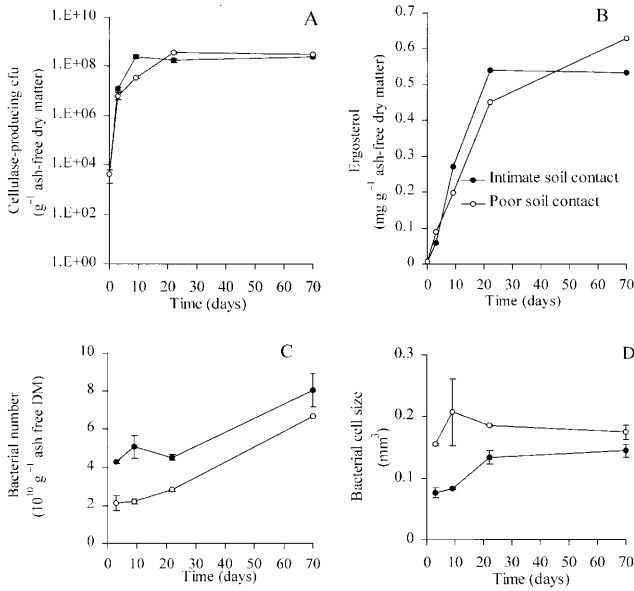 A
Cellulase-producing cfu
(g⁻¹ ash-free dry matter)
1.E+10
1.E+08
1.E+06
1.E+04
1.E+02
1.E+00
0 10 20 30 40 50 60 70
Time (days)
B
Ergosterol
(mg g⁻¹ ash-free dry matter)
0.7
0.6
0.5
0.4
0.3
0.2
0.1
0
Intimate soil contact
Poor soil contact
0 10 20 30 40 50 60 70
Time (days)
C
Bacterial number
(10¹⁰ g⁻¹ ash free DM)
10
8
6
4
2
0
0 10 20 30 40 50 60 70
Time (days)
D
Bacterial cell size
(mm³)
0.3
0.2
0.1
0
0 10 20 30 40 50 60 70
Time (days)